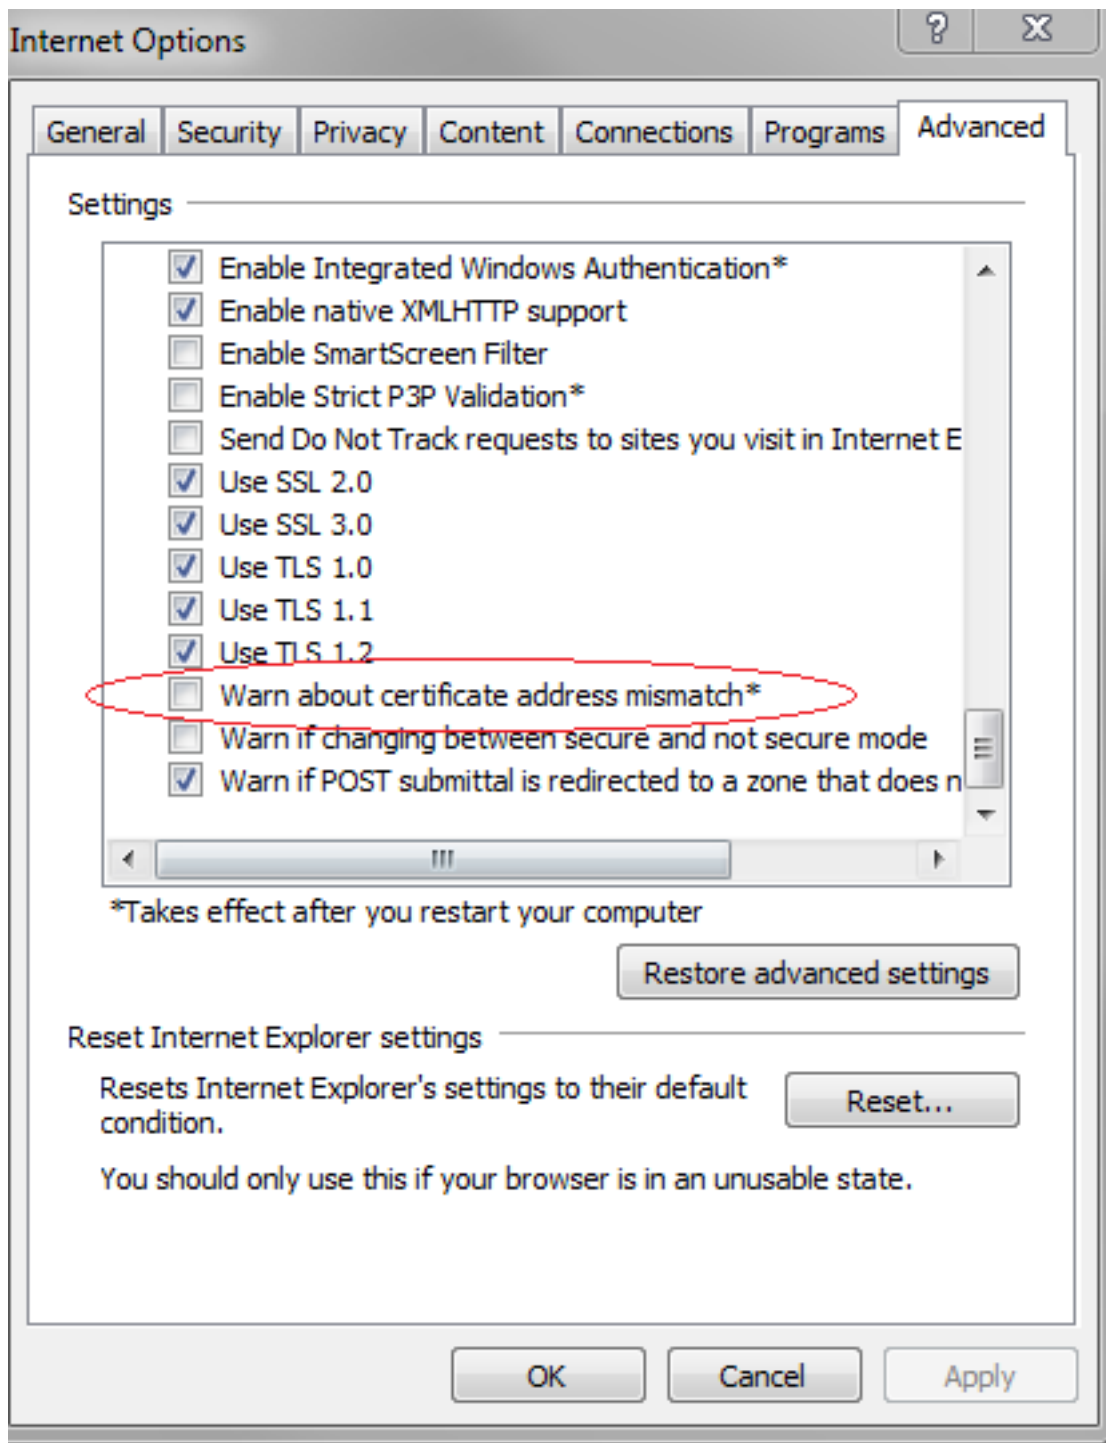 Internet Options
General Security Privacy Content Connections Programs Advanced
Settings
Enable Integrated Windows Authentication*
Enable native XMLHTTP support
Enable SmartScreen Filter
Enable Strict P3P Validation*
Send Do Not Track requests to sites you visit in Internet E
Use SSL 2.0
Use SSL 3.0
Use TLS 1.0
Use TLS 1.1
Use TLS 1.2
Warn about certificate address mismatch*
Warn if changing between secure and not secure mode
Warn if POST submittal is redirected to a zone that does n
*Takes effect after you restart your computer
Restore advanced settings
Reset Internet Explorer settings
Resets Internet Explorer's settings to their default
condition.
Reset...
You should only use this if your browser is in an unusable state.
OK Cancel Apply